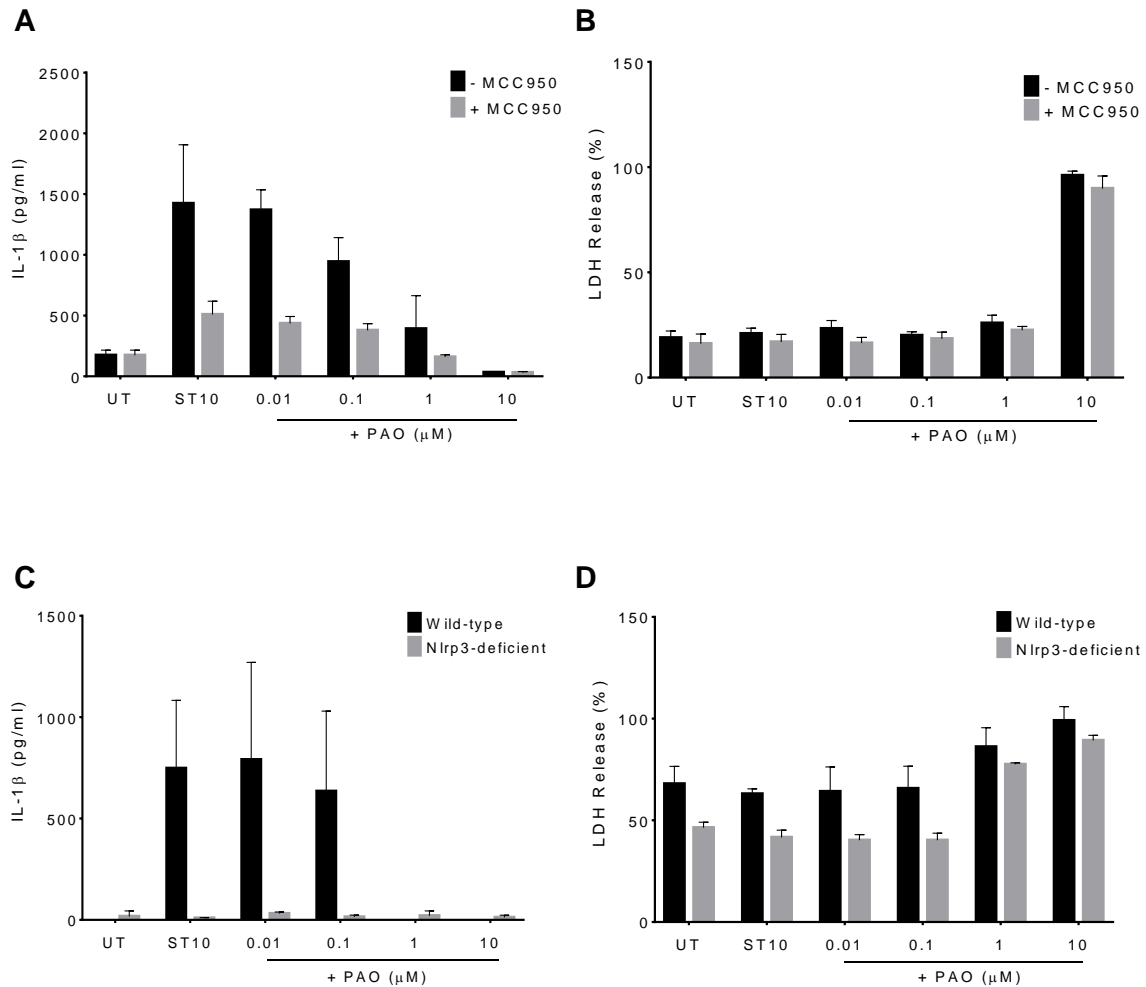 A
2500
2000
1500
1000
500
0
IL-1β (pg/ml)
- MCC950
+ MCC950
UT ST10 0.01 0.1 1 10
+ PAO (μM)
B
150
100
50
0
LDH Release (%)
- MCC950
+ MCC950
UT ST10 0.01 0.1 1 10
+ PAO (μM)
C
1500
1000
500
0
IL-1β (pg/ml)
Wild-type
Nlrp3-deficient
UT ST10 0.01 0.1 1 10
+ PAO (μM)
D
150
100
50
0
LDH Release (%)
Wild-type
Nlrp3-deficient
UT ST10 0.01 0.1 1 10
+ PAO (μM)